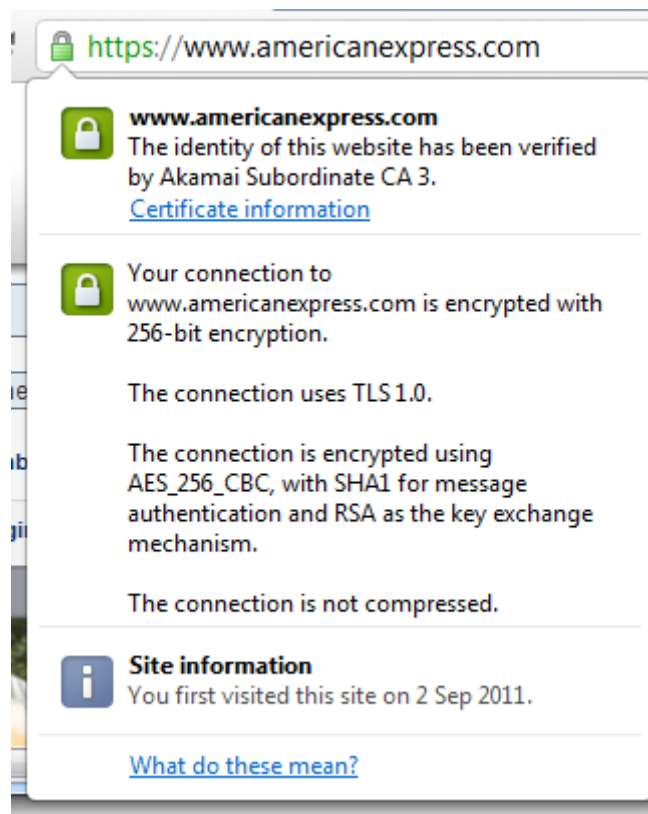 https://www.americanexpress.com
www.americanexpress.com
The identity of this website has been verified
by Akamai Subordinate CA 3.
Certificate information
Your connection to
www.americanexpress.com is encrypted with
256-bit encryption.
The connection uses TLS 1.0.
The connection is encrypted using
AES_256_CBC, with SHA1 for message
authentication and RSA as the key exchange
mechanism.
The connection is not compressed.
Site information
You first visited this site on 2 Sep 2011.
What do these mean?